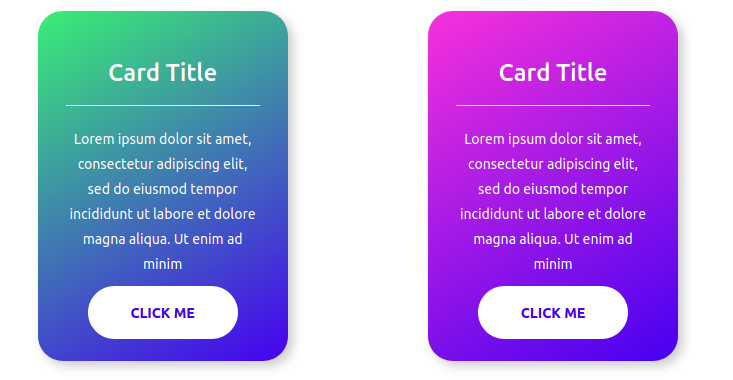 Card Title
Lorem ipsum dolor sit amet,
consectetur adipiscing elit,
sed do eiusmod tempor
incididunt ut labore et dolore
magna aliqua. Ut enim ad
minim
CLICK ME
Card Title
Lorem ipsum dolor sit amet,
consectetur adipiscing elit,
sed do eiusmod tempor
incididunt ut labore et dolore
magna aliqua. Ut enim ad
minim
CLICK ME